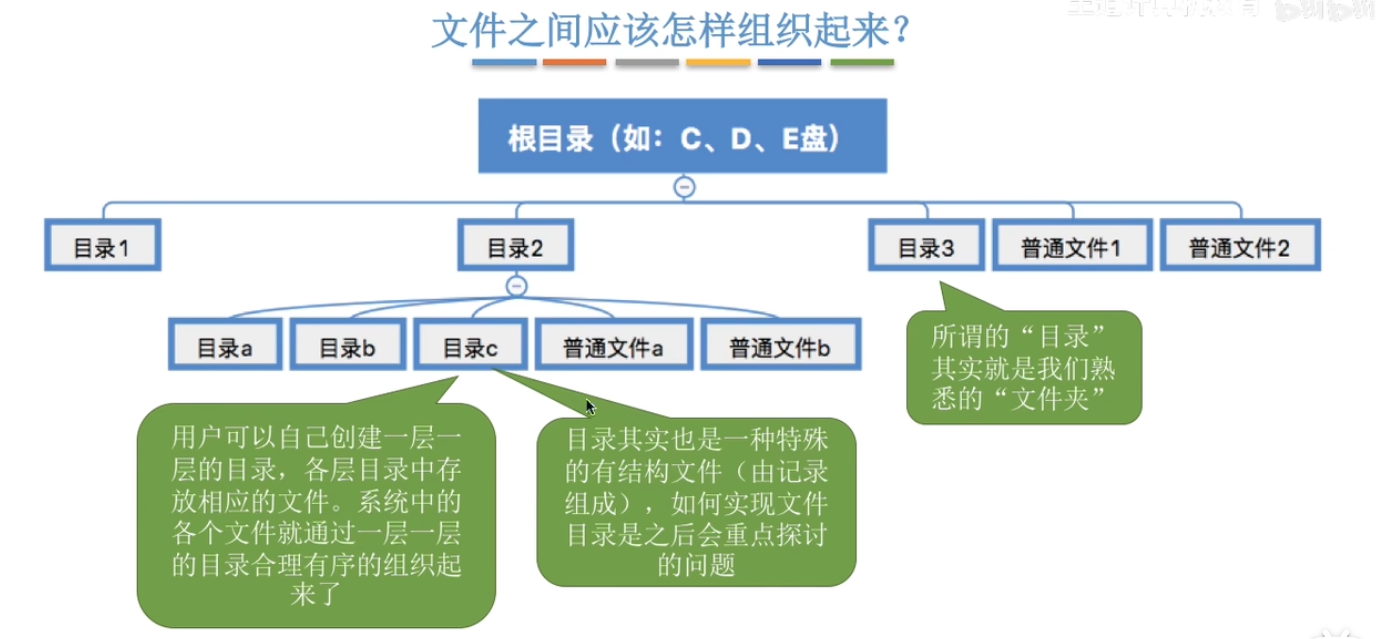 文件之间应该怎样组织起来？
根目录（如：C、D、E盘）
目录1
目录2
目录3
普通文件1
普通文件2
目录a
目录b
目录c
普通文件a
普通文件b
所谓的“目录”
其实就是我们熟
悉的“文件夹”
用户可以自己创建一层一
层的目录，各层目录中存
放相应的文件。系统中的
各个文件就通过一层一层
的目录合理有序的组织起
来了
目录其实也是一种特殊
的有结构文件（由记录
组成），如何实现文件
目录是之后会重点探讨
的问题